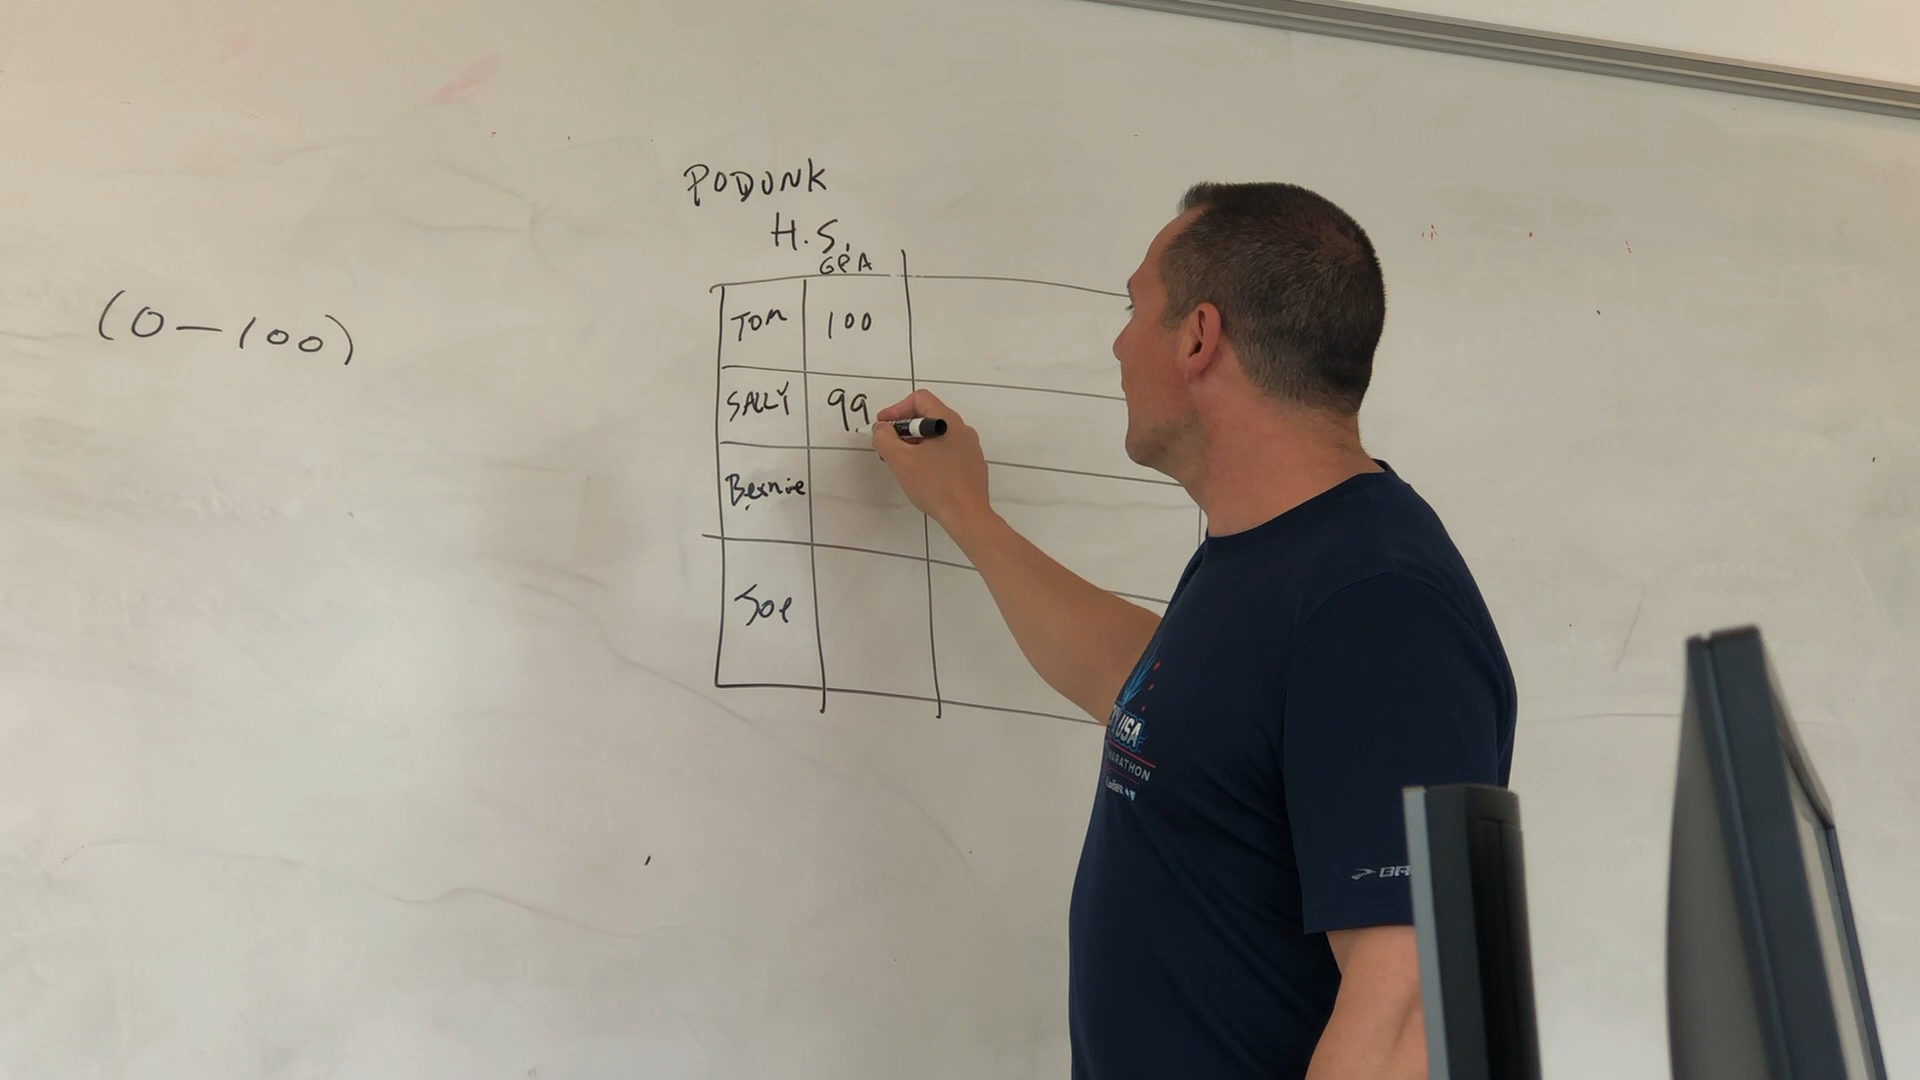 PODUNK
H.S.
GPA
(0-100)
TOM 100
SALLY 99
Bernie
Joe
USA
MARATHON